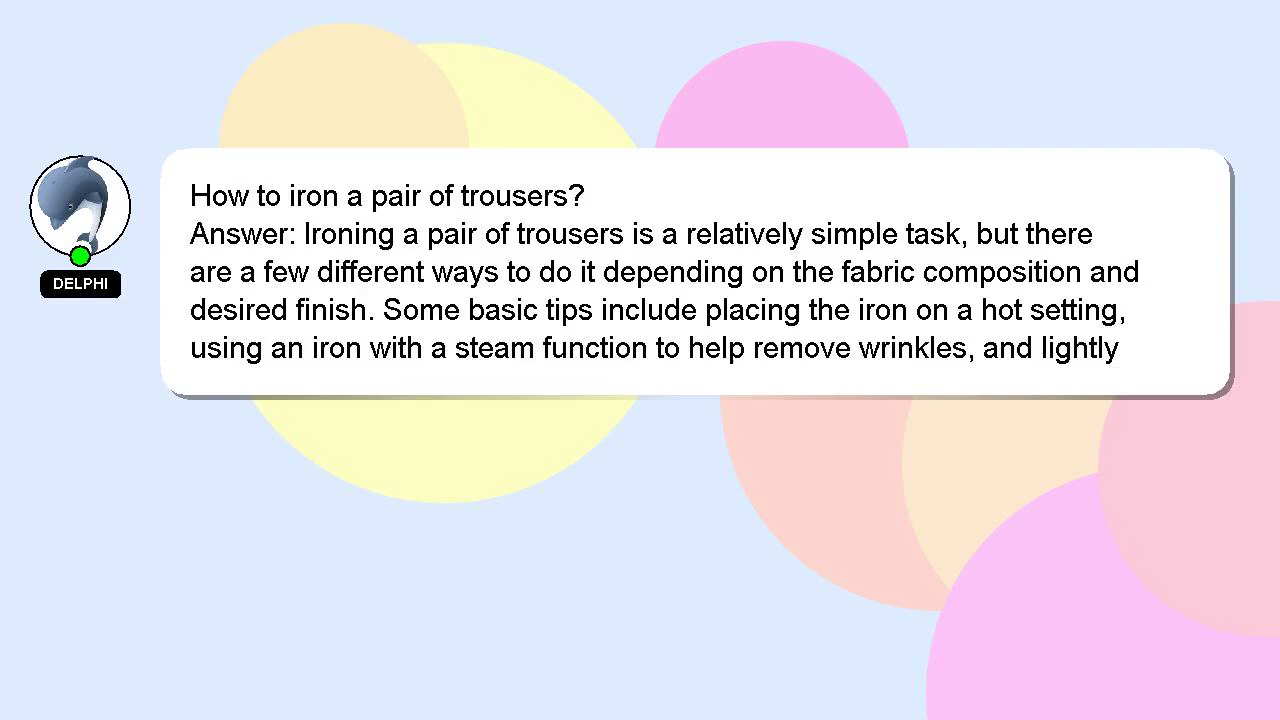 How to iron a pair of trousers?
Answer: Ironing a pair of trousers is a relatively simple task, but there
are a few different ways to do it depending on the fabric composition and
desired finish. Some basic tips include placing the iron on a hot setting,
using an iron with a steam function to help remove wrinkles, and lightly
DELPHI